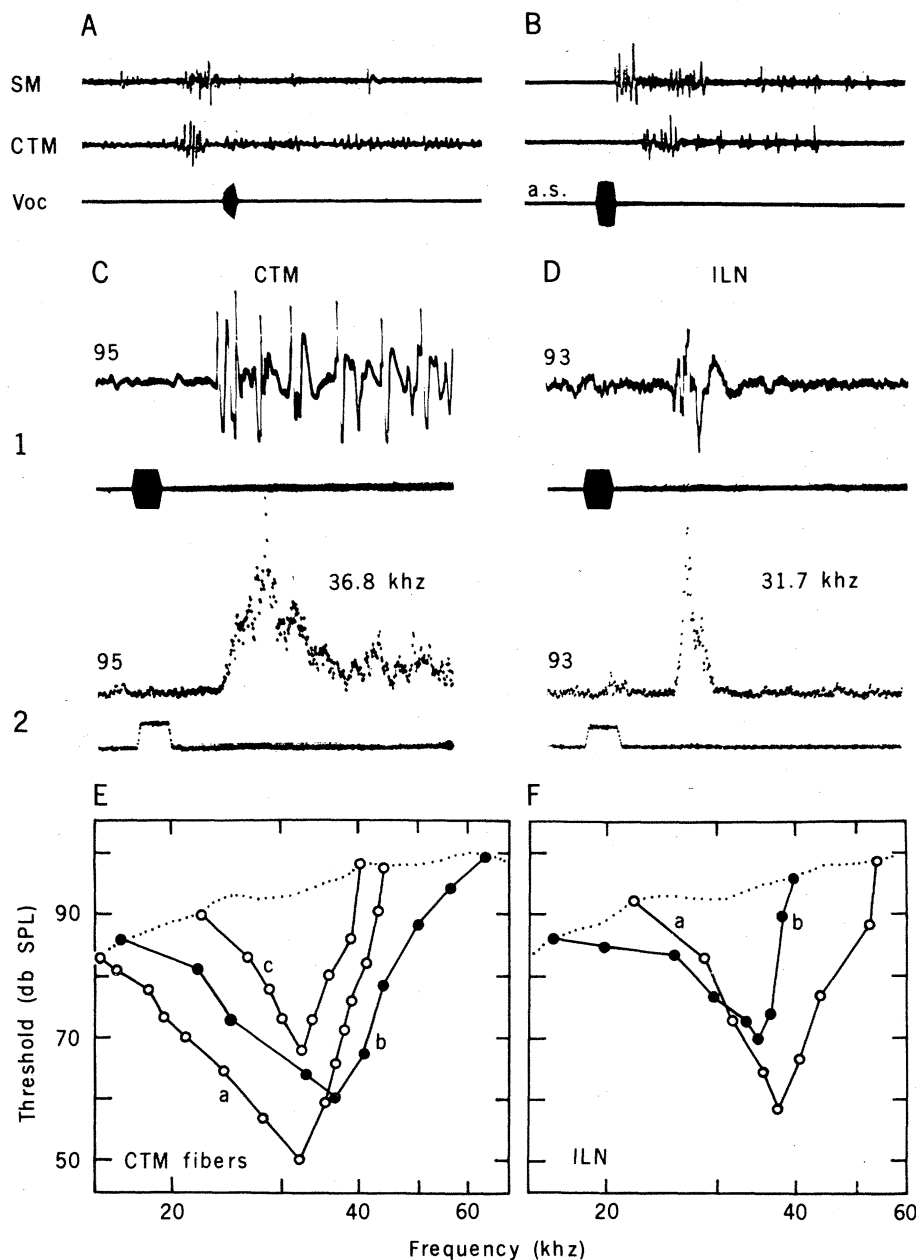 A
B
SM
CTM
Voc
a.s.
C
CTM
D
ILN
95
93
1
36.8 khz
31.7 khz
95
93
2
E
F
90
70
50
Threshold (db SPL)
c
b
a
CTM fibers
a
b
ILN
20
40
60
20
40
60
Frequency (khz)